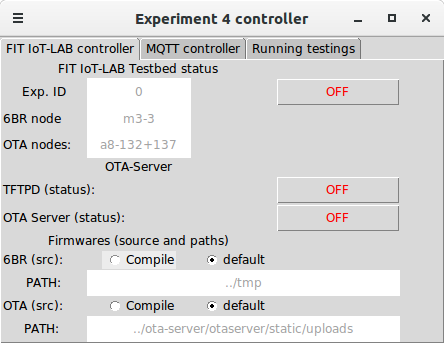 Experiment 4 controller
FIT IoT-LAB controller MQTT controller Running testings
FIT IoT-LAB Testbed status
Exp. ID 0 OFF
6BR node m3-3
OTA nodes: a8-132+137
OTA-Server
TFTPD (status): OFF
OTA Server (status): OFF
Firmwares (source and paths)
6BR (src): Compile default
PATH: ../tmp
OTA (src): Compile default
PATH: ../ota-server/otaserver/static/uploads